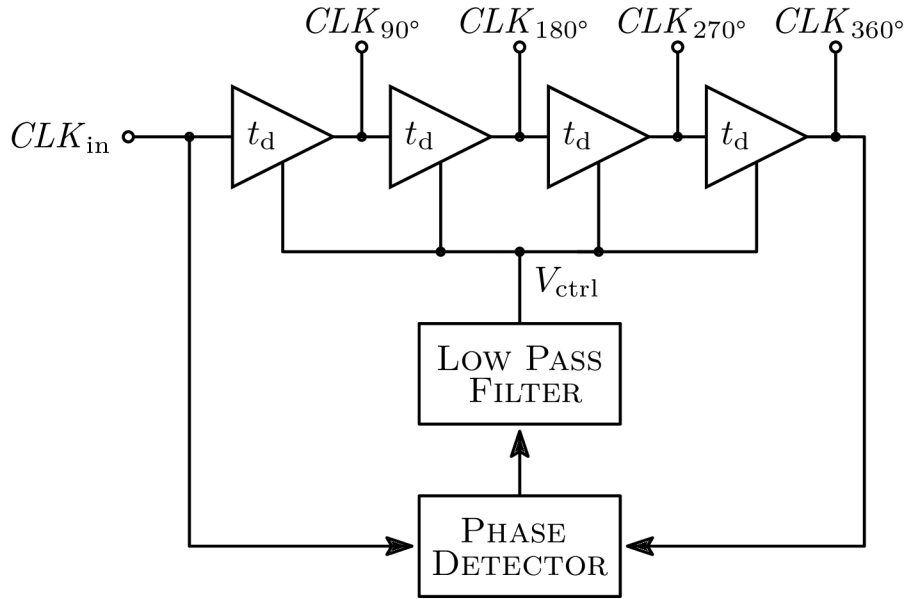 CLK90° CLK180° CLK270° CLK360°
CLKin td td td td
Vctrl
LOW PASS
FILTER
PHASE
DETECTOR